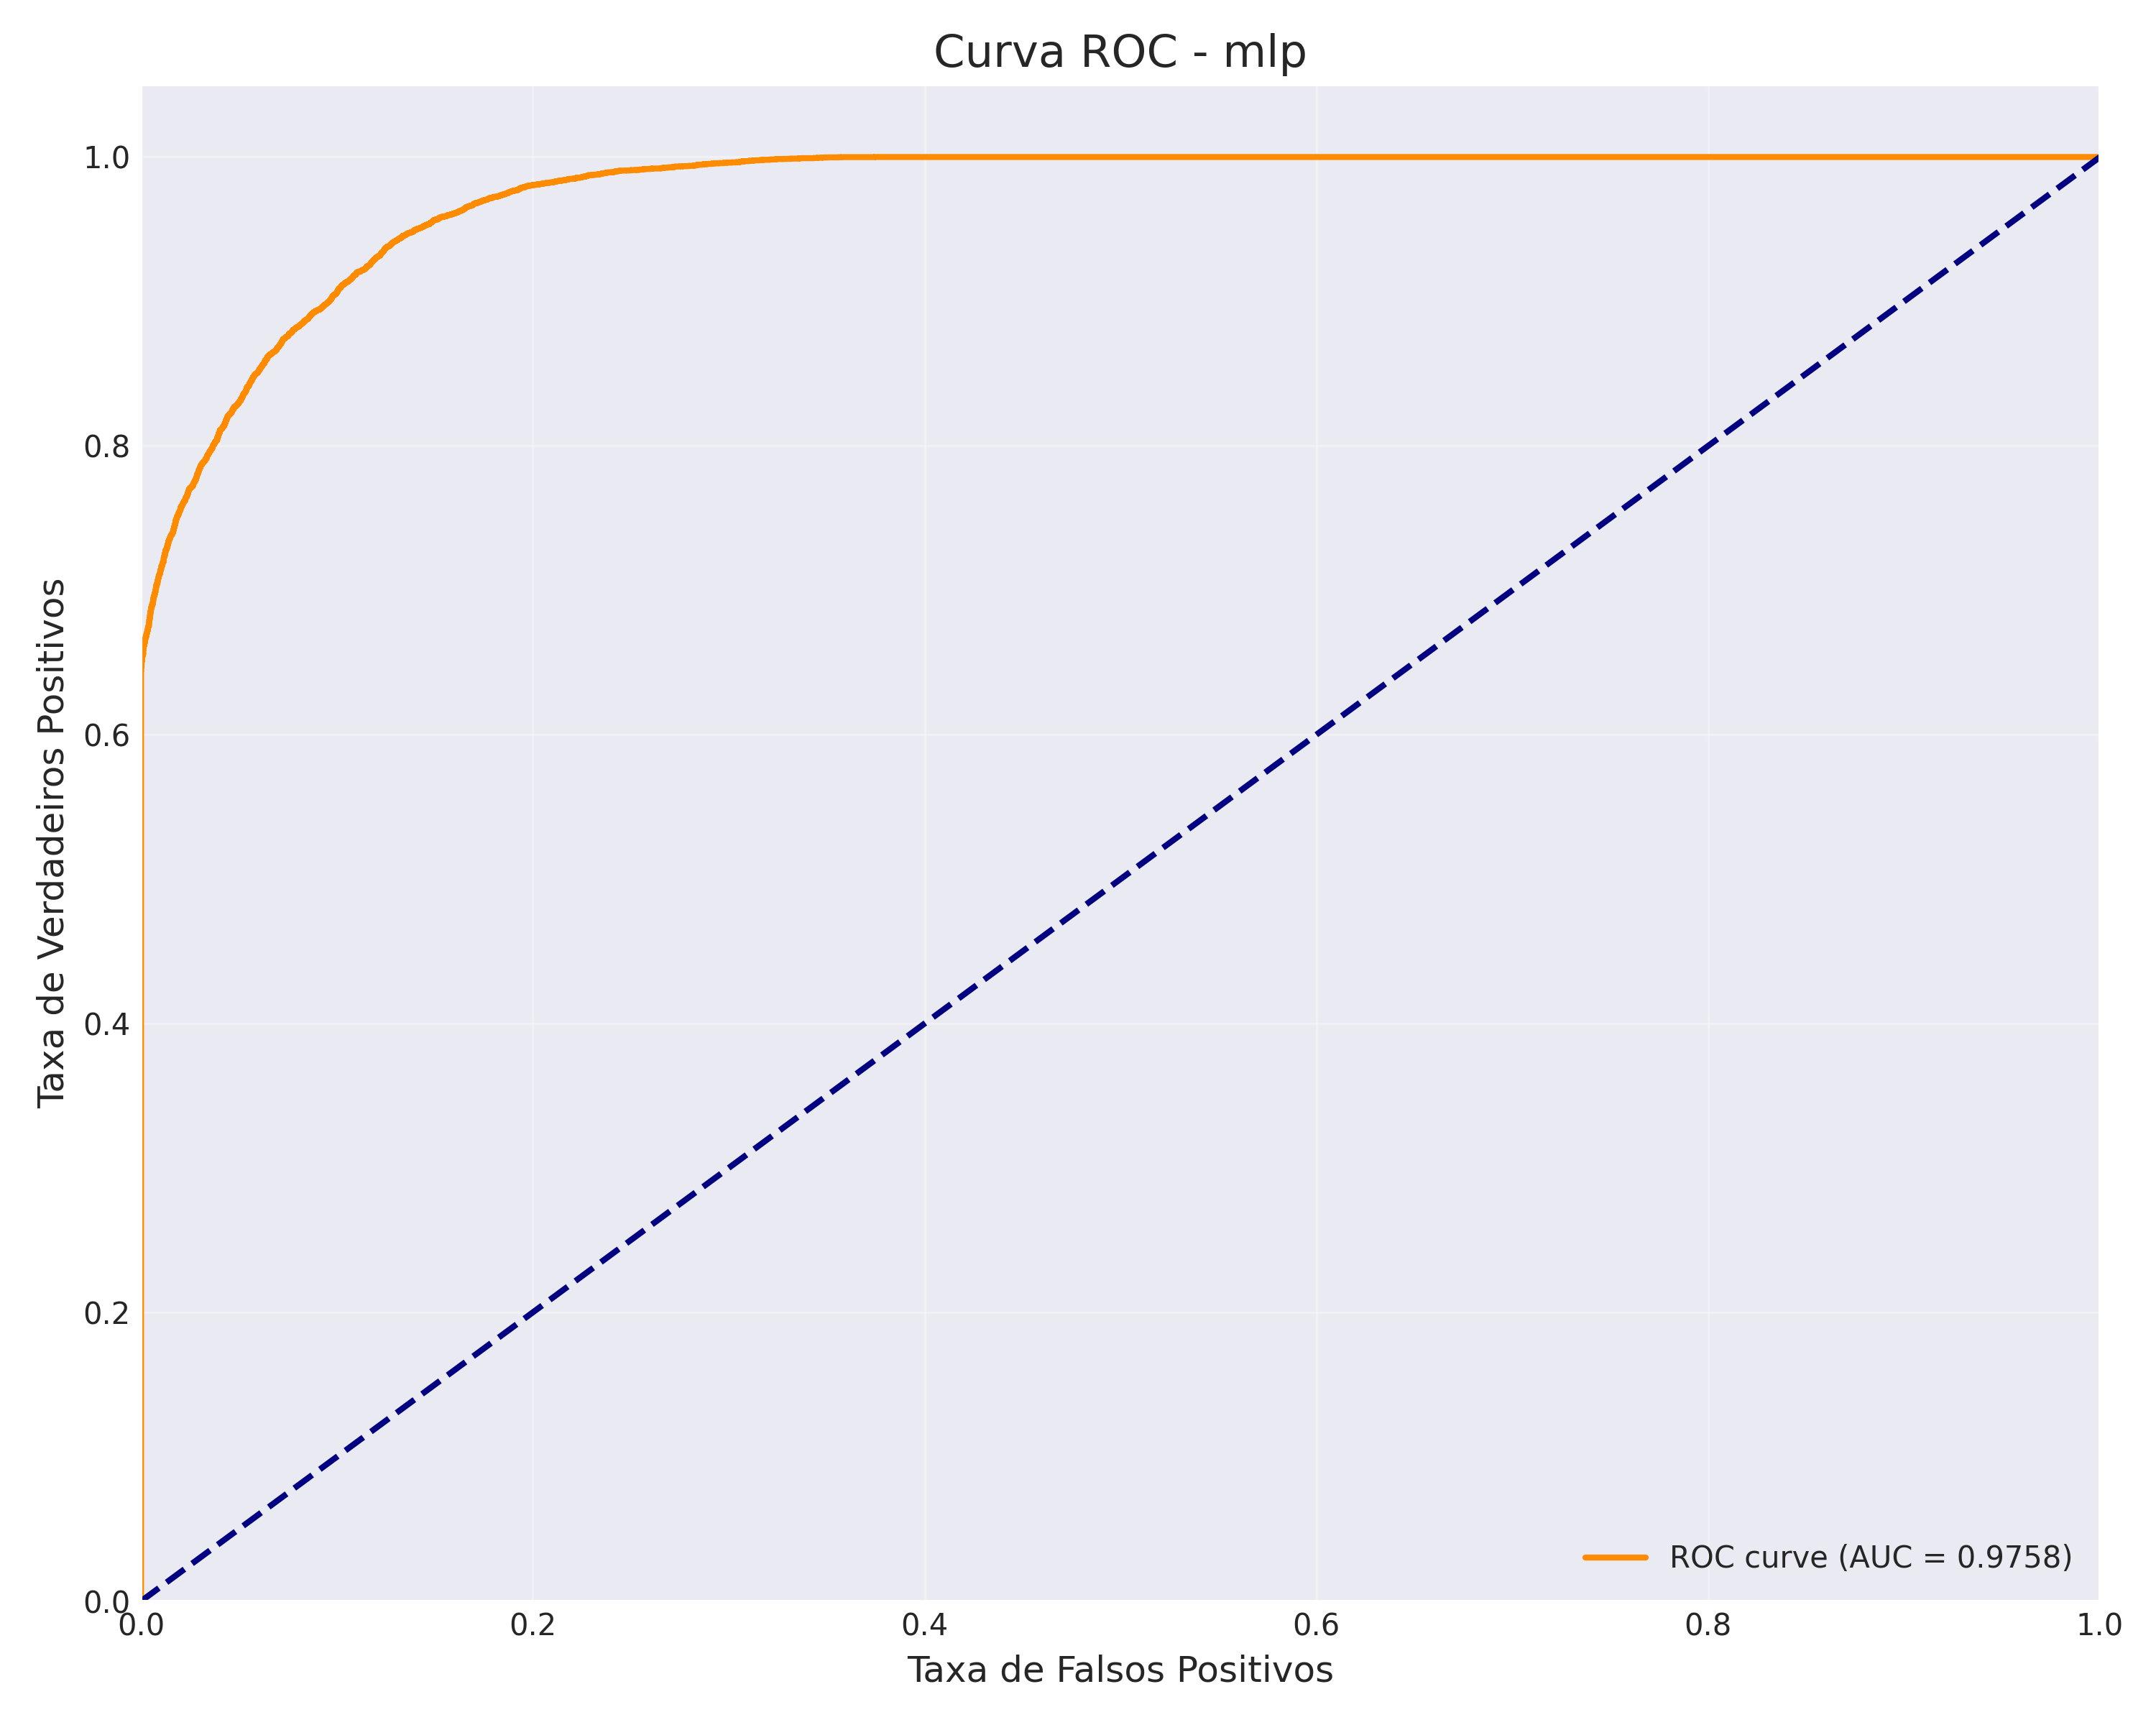 Curva ROC - mlp
Taxa de Verdadeiros Positivos
1.0
0.8
0.6
0.4
0.2
0.0
0.0 0.2 0.4 0.6 0.8 1.0
Taxa de Falsos Positivos
ROC curve (AUC = 0.9758)